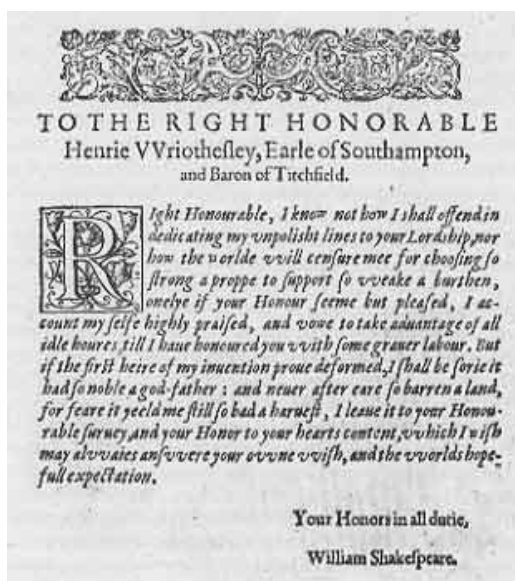 TO THE RIGHT HONORABLE
Henrie VVriotheſley, Earle of Southampton,
and Baron of Titchfield.
RIght Honourable, I know not how I shall offend in
dedicating my vnpolisht lines to your Lordship, nor
how the worlde vvill cenſure mee for chooſing ſo
ſtrong a proppe to ſupport ſo vveake a burthen,
onelye if your Honour ſeeme but pleaſed, I ac-
count my ſelfe highly praiſed, and vowe to take aduantage of all
idle houres, till I haue honoured you vvith ſome grauer labour. But
if the firſt heire of my inuention proue deformed, I ſhall be ſorie it
had ſo noble a god-father : and neuer after eare ſo barren a land,
for feare it yeeld me ſtill ſo bad a harueſt, I leaue it to your Honou-
rable ſuruey, and your Honor to your hearts content, vvhich I wiſh
may alvvaies anſvvere your ovvne vviſh, and the vvorlds hope-
full expectation.
Your Honors in all dutie,
William Shakeſpeare.